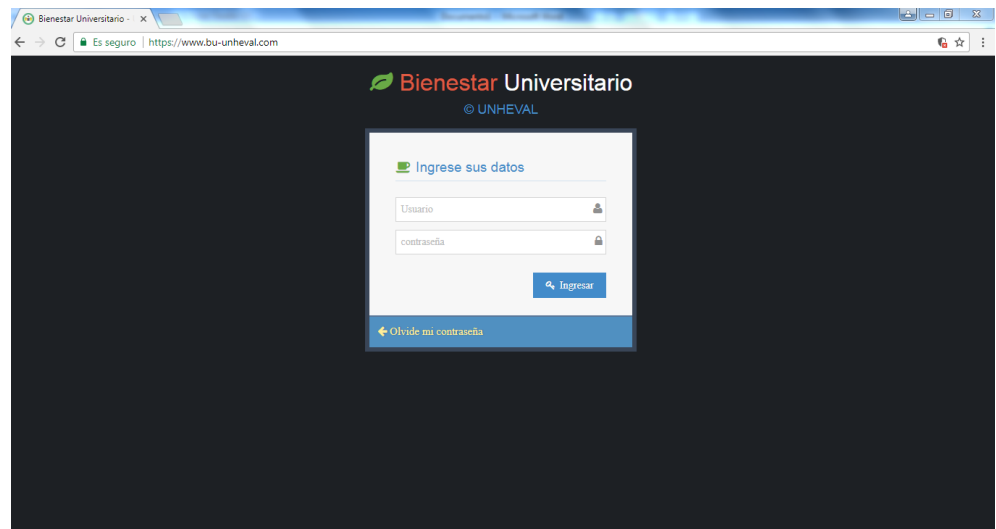 Bienestar Universitario -
Es seguro | https://www.bu-unheval.com
Bienestar Universitario
© UNHEVAL
Ingrese sus datos
Usuario
contraseña
Ingresar
Olvide mi contraseña